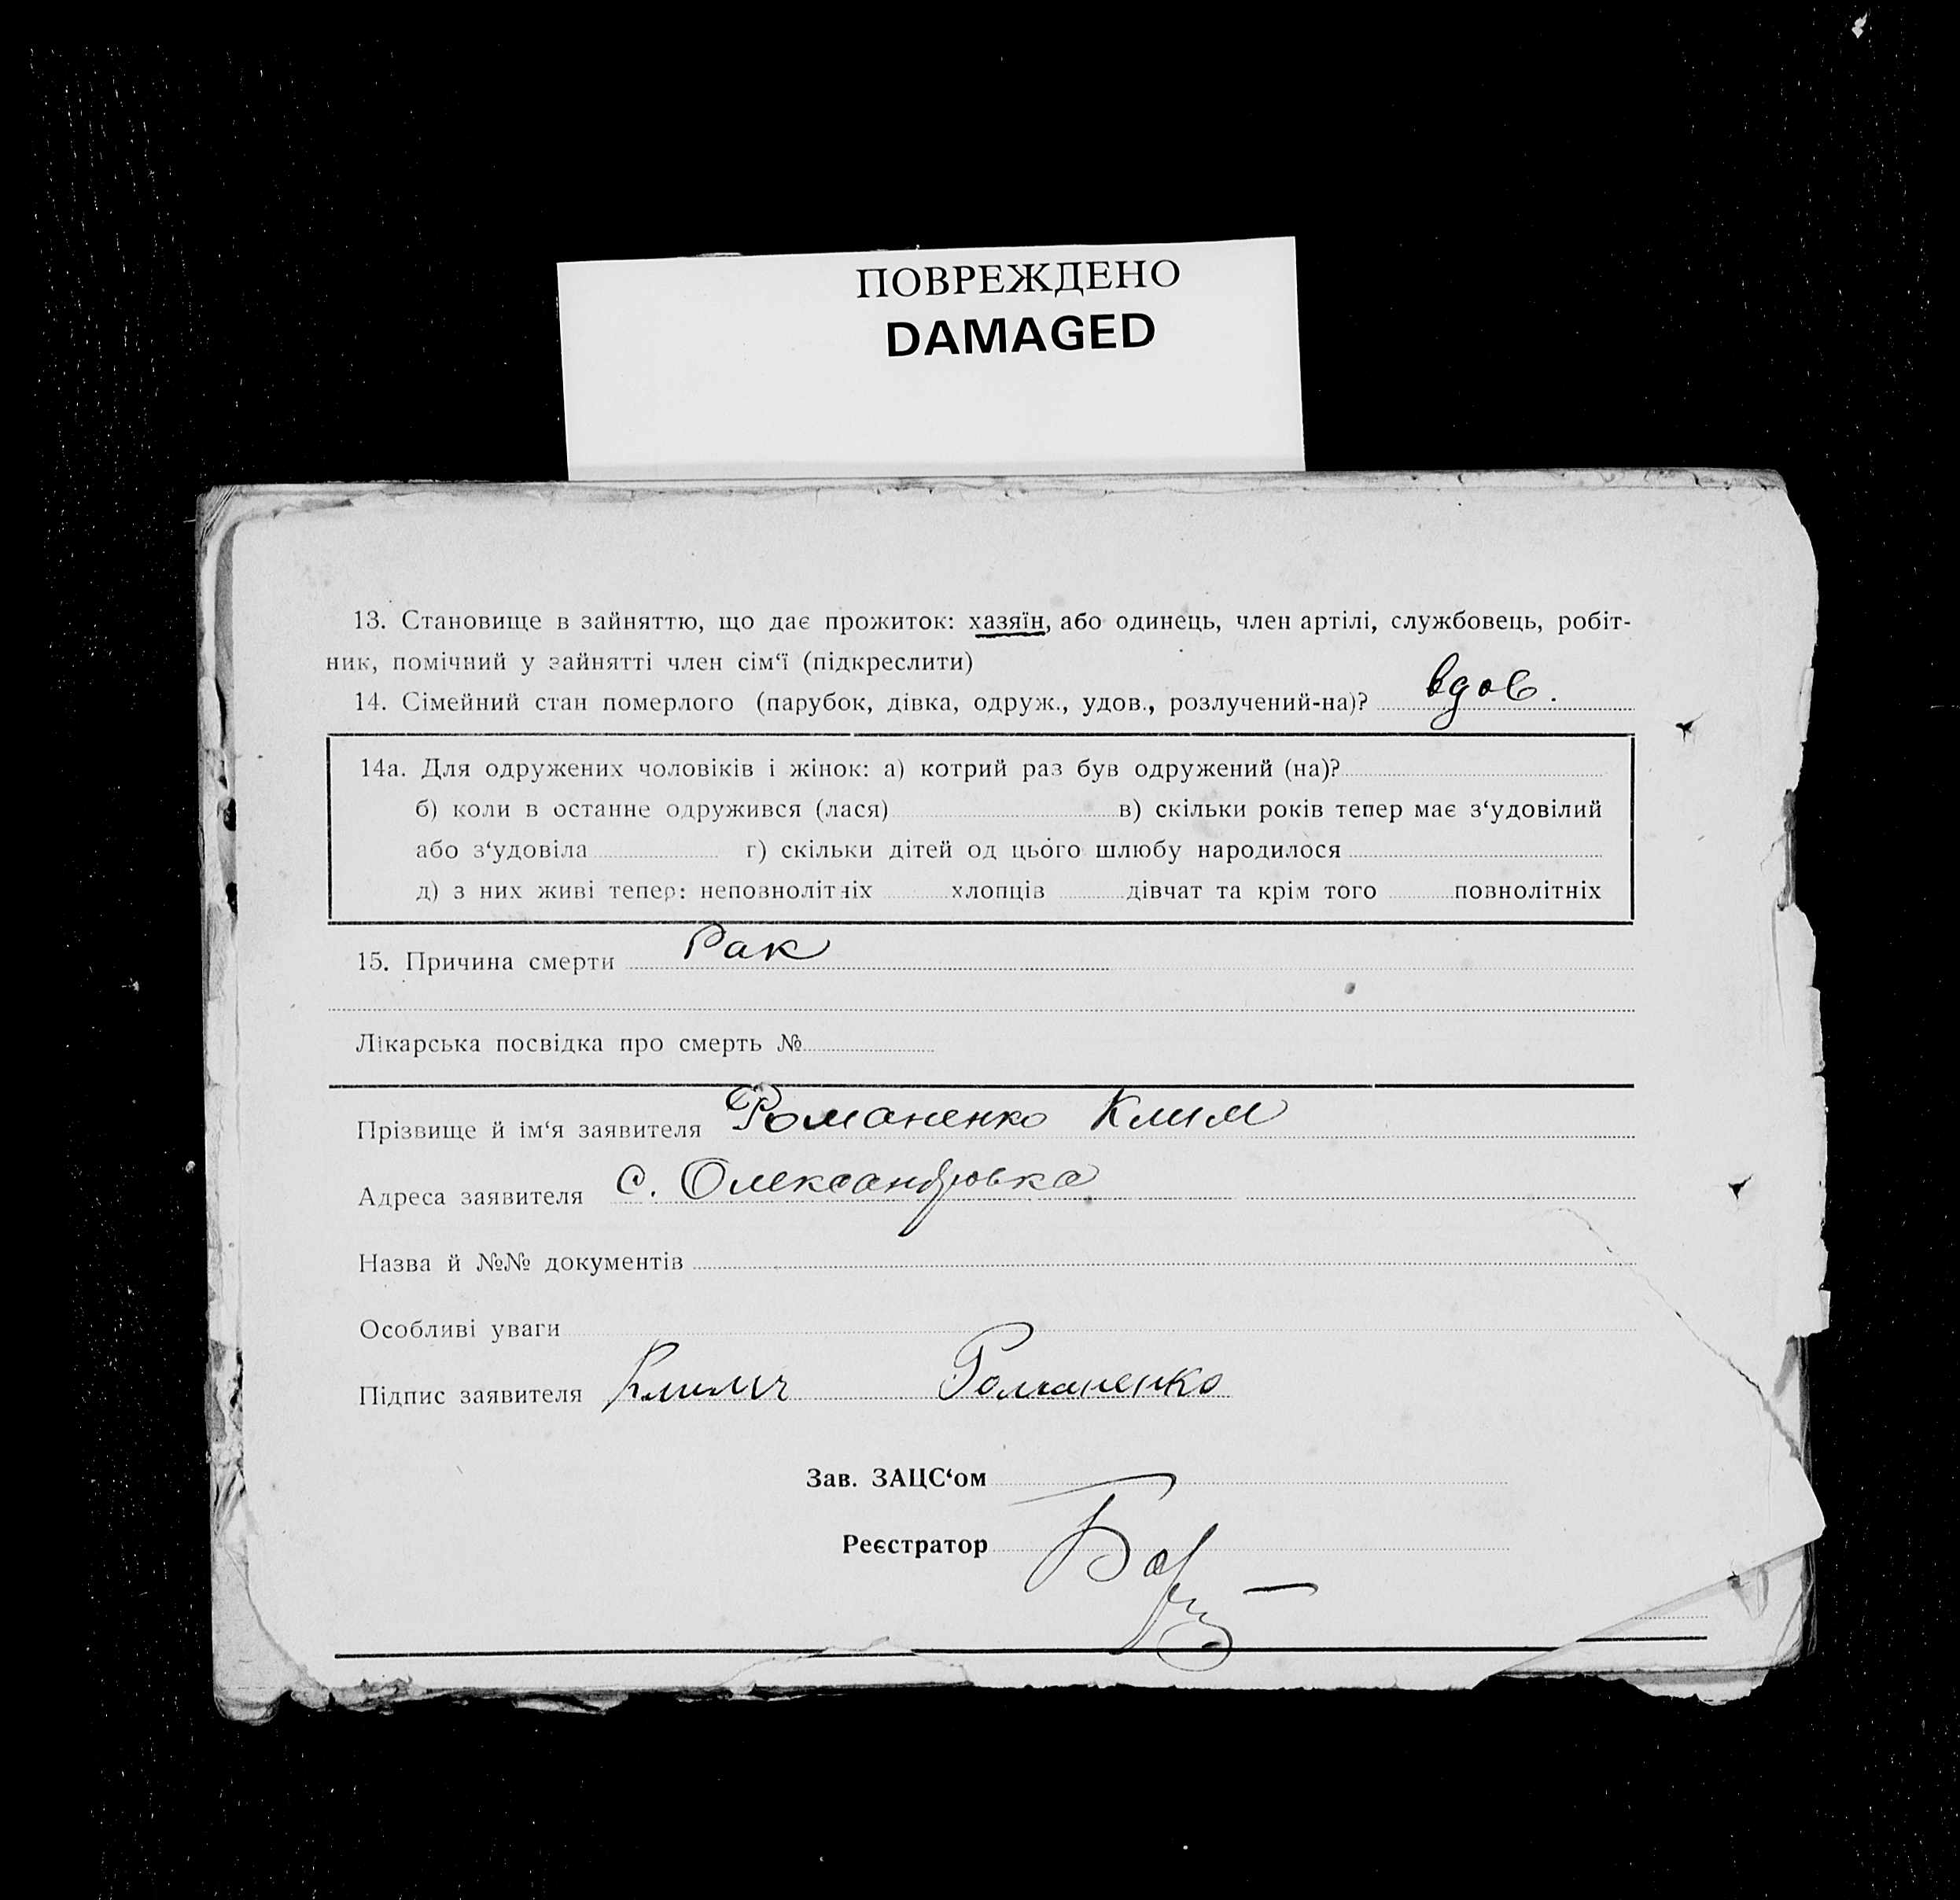 ПОВРЕЖДЕНО
DAMAGED
13. Становище в зайняттю, що дає прожиток: хазяїн, або одинець, член артілі, службовець, робіт-
ник, помічний у зайнятті член сім‘ї (підкреслити)
14. Сімейний стан померлого (парубок, дівка, одруж., удов., розлучений-на)? вдов.
14а. Для одружених чоловіків і жінок: а) котрий раз був одружений (на)?
б) коли в останне одружився (лася) в) скільки років тепер має з‘удовілий
або з‘удовіла г) скільки дітей од цього шлюбу народилося
д) з них живі тепер: неповнолітніх хлопців дівчат та крім того повнолітніх
15. Причина смерти Рак
Лікарська посвідка про смерть №
Прізвище й ім‘я заявителя Романенко Клим
Адреса заявителя с. Олександровка
Назва й №№ документів
Особливі уваги
Підпис заявителя Климъ Романенко
Зав. ЗАЦС‘ом
Реєстратор